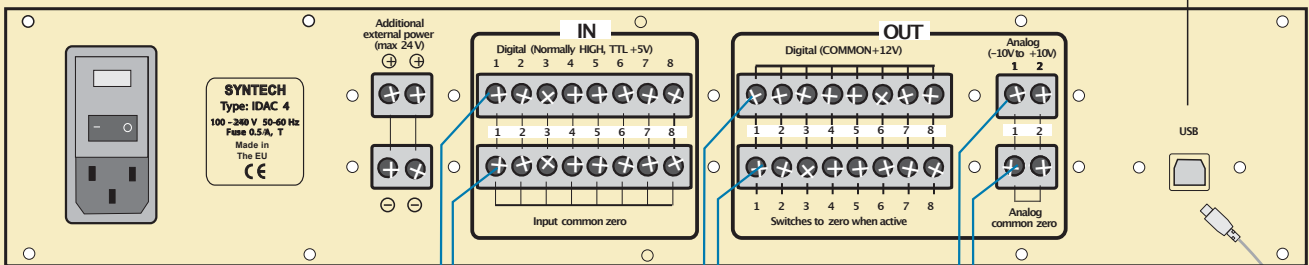 SYNTECH
Type: IDAC 4
100 - 240 V 50-60 Hz
Fuse 0.5A, T
Made in
The EU
CE
Additional
external power
(max 24 V)
IN
Digital (Normally HIGH, TTL +5V)
1 2 3 4 5 6 7 8
1 2 3 4 5 6 7 8
Input common zero
OUT
Digital (COMMON+12V)
1 2 3 4 5 6 7 8
1 2 3 4 5 6 7 8
Switches to zero when active
Analog
(-10V to +10V)
1 2
1 2
Analog
common zero
USB